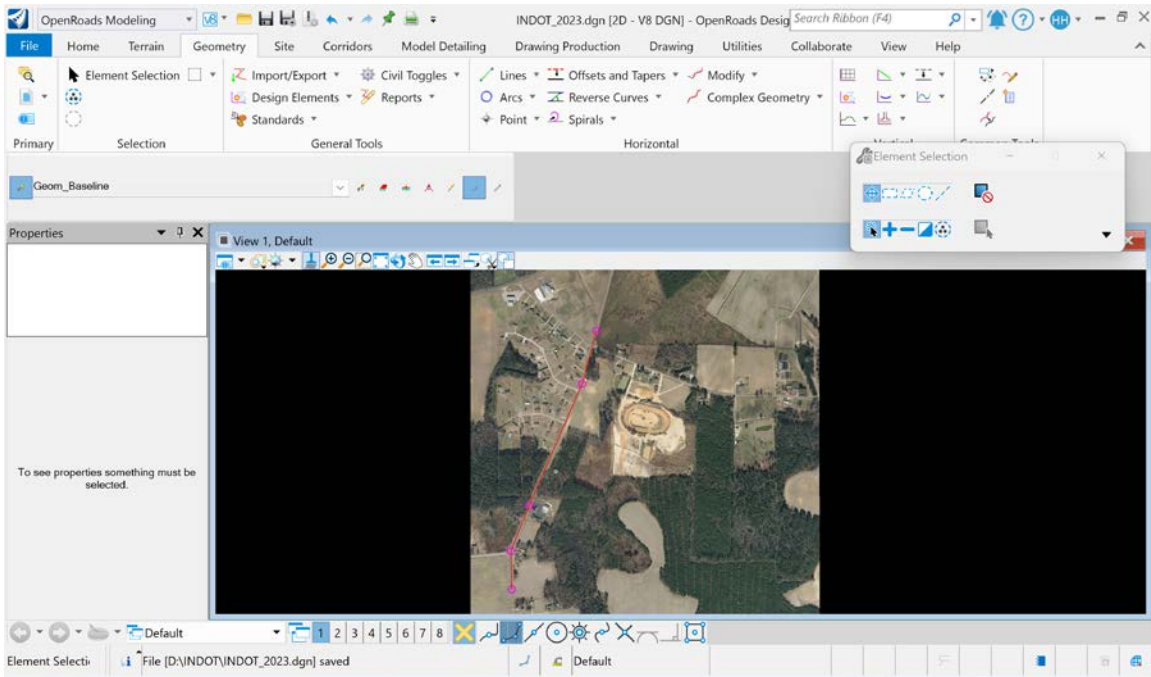 OpenRoads Modeling
INDOT_2023.dgn [2D - V8 DGN] - OpenRoads Desig
Search Ribbon (F4)
HH
File Home Terrain Geometry Site Corridors Model Detailing Drawing Production Drawing Utilities Collaborate View Help
Element Selection
Import/Export
Civil Toggles
Lines
Offsets and Tapers
Modify
Design Elements
Reports
Arcs
Reverse Curves
Complex Geometry
Standards
Point
Spirals
Primary Selection General Tools Horizontal
Element Selection
Geom_Baseline
Properties
View 1, Default
To see properties something must be
selected.
Default
1 2 3 4 5 6 7 8
Element Selecti
File [D:\INDOT\INDOT_2023.dgn] saved
Default